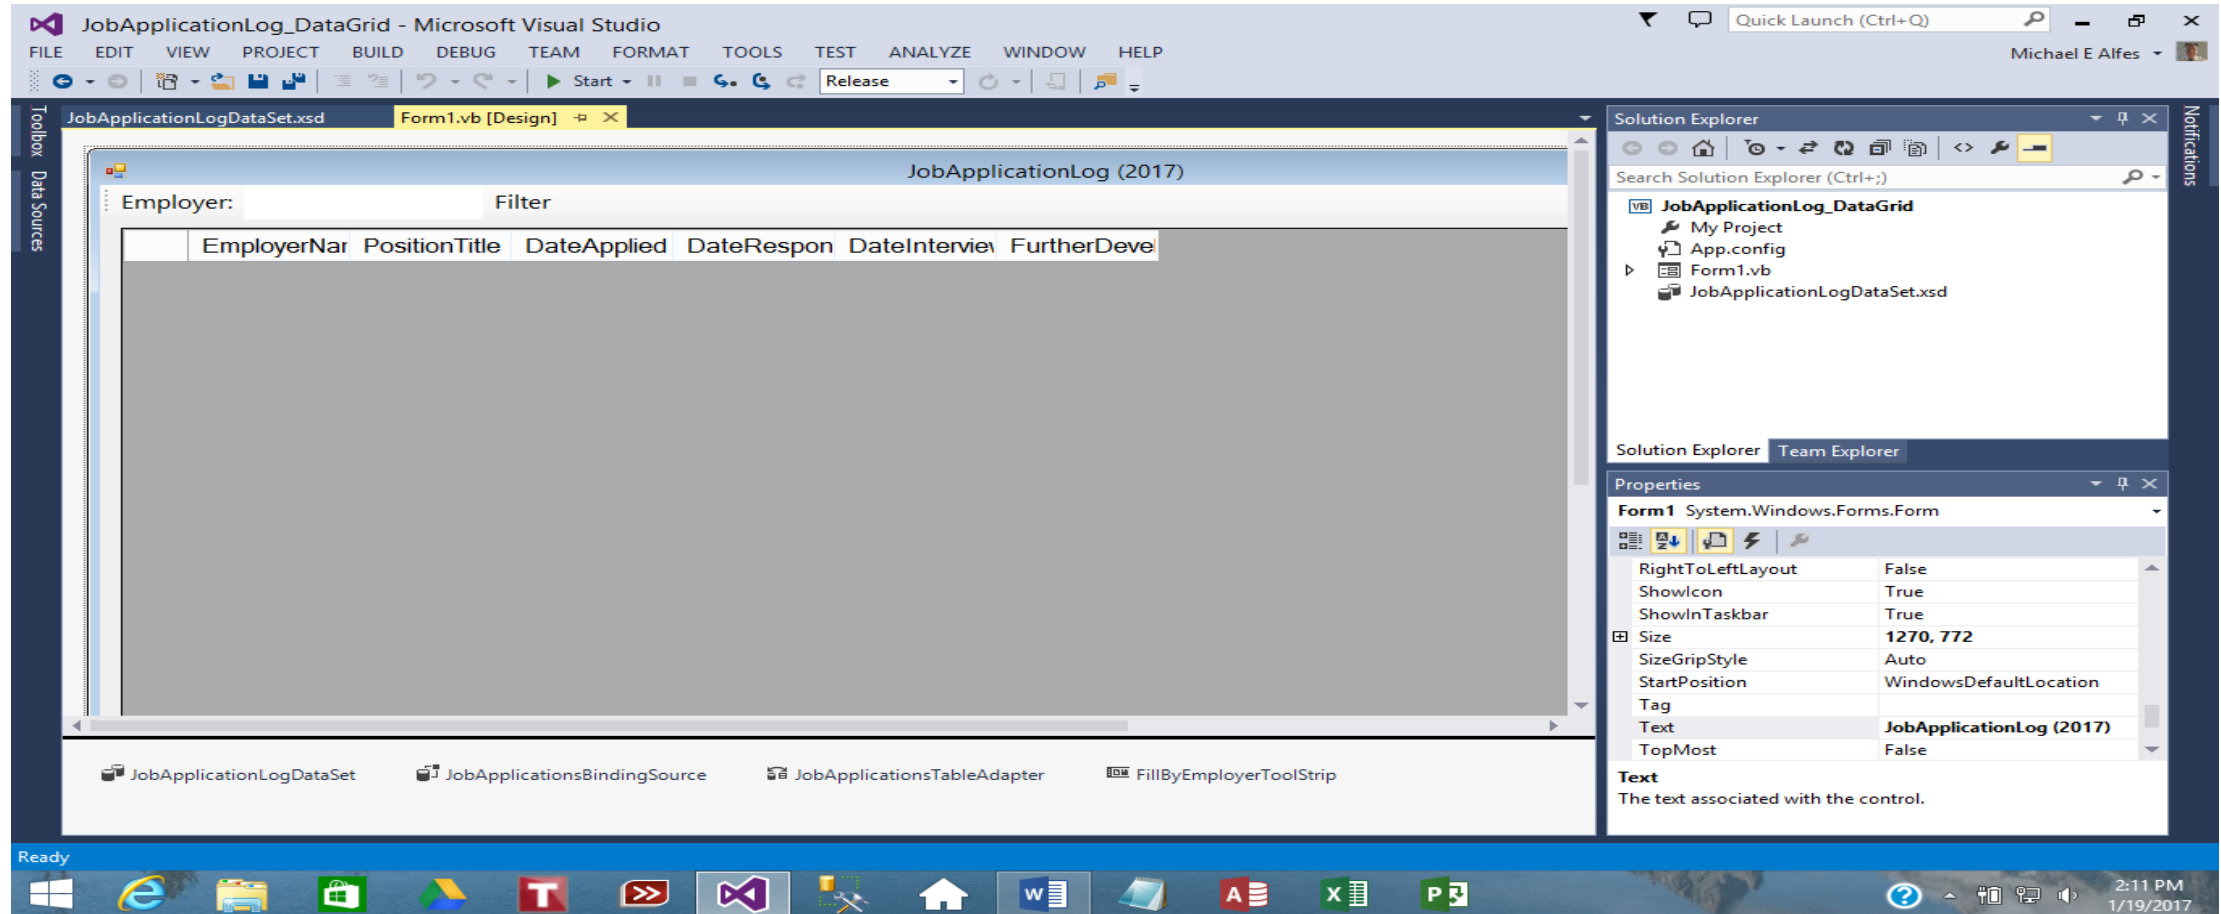 JobApplicationLog_DataGrid - Microsoft Visual Studio
Quick Launch (Ctrl+Q)
FILE EDIT VIEW PROJECT BUILD DEBUG TEAM FORMAT TOOLS TEST ANALYZE WINDOW HELP
Michael E Alfes
Start
Release
Toolbox
Data Sources
JobApplicationLogDataSet.xsd
Form1.vb [Design]
JobApplicationLog (2017)
Employer:
Filter
EmployerNar PositionTitle DateApplied DateRespon DateInterviev FurtherDeve
JobApplicationLogDataSet
JobApplicationsBindingSource
JobApplicationsTableAdapter
FillByEmployerToolStrip
Solution Explorer
Search Solution Explorer (Ctrl+;)
VB JobApplicationLog_DataGrid
My Project
App.config
Form1.vb
JobApplicationLogDataSet.xsd
Solution Explorer Team Explorer
Properties
Form1 System.Windows.Forms.Form
RightToLeftLayout False
ShowIcon True
ShowInTaskbar True
Size 1270, 772
SizeGripStyle Auto
StartPosition WindowsDefaultLocation
Tag
Text JobApplicationLog (2017)
TopMost False
Text
The text associated with the control.
Notifications
Ready
2:11 PM
1/19/2017